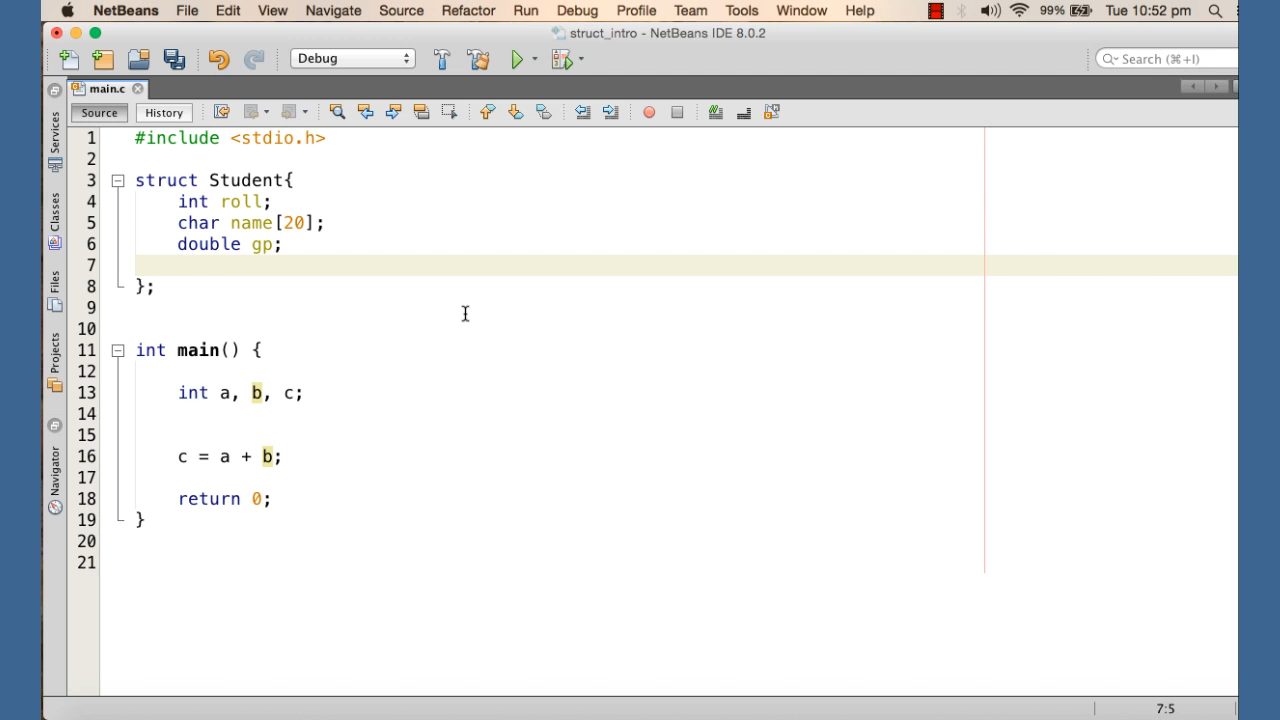 NetBeans File Edit View Navigate Source Refactor Run Debug Profile Team Tools Window Help 99% Tue 10:52 pm
struct_intro - NetBeans IDE 8.0.2
Debug Search (⌘+I)
main.c
Source History
Services
Classes
Files
Projects
Navigator
1 #include <stdio.h>
2
3 struct Student{
4     int roll;
5     char name[20];
6     double gp;
7
8 };
9
10
11 int main() {
12
13     int a, b, c;
14
15
16     c = a + b;
17
18     return 0;
19 }
20
21
7:5